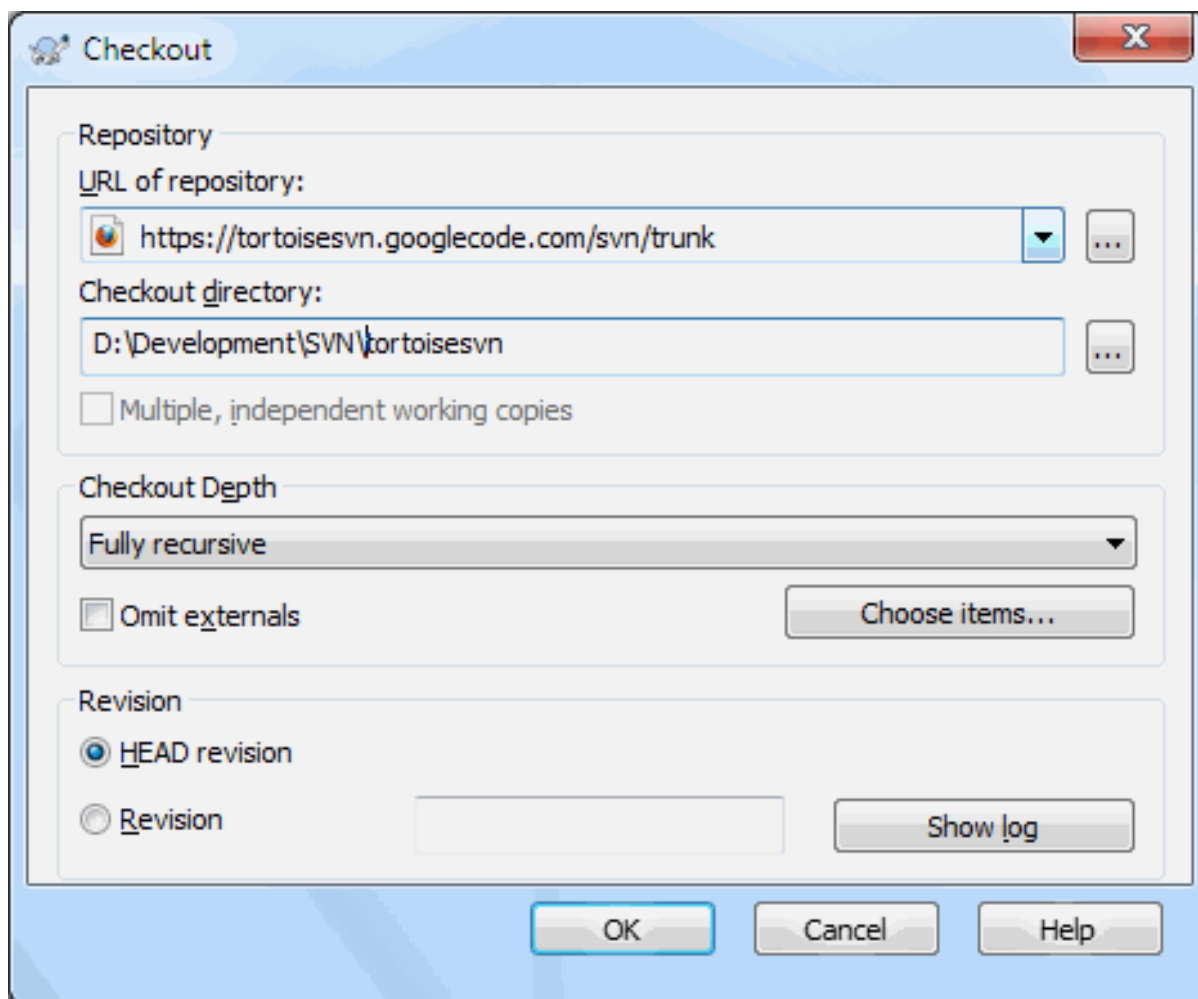 Checkout
Repository
URL of repository:
https://tortoisesvn.googlecode.com/svn/trunk
...
Checkout directory:
D:\Development\SVN\tortoisesvn
...
Multiple, independent working copies
Checkout Depth
Fully recursive
Omit externals
Choose items...
Revision
HEAD revision
Revision
Show log
OK
Cancel
Help